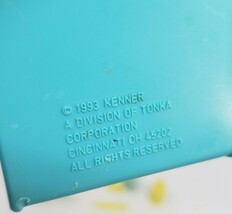 © 1993 KENNER
A DIVISION OF TONKA
CORPORATION
CINCINNATI OH 45202
ALL RIGHTS RESERVED